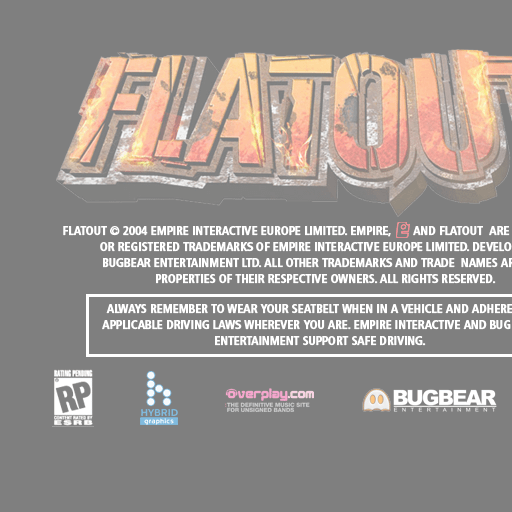 FLATOU
FLATOUT © 2004 EMPIRE INTERACTIVE EUROPE LIMITED. EMPIRE, E AND FLATOUT ARE
OR REGISTERED TRADEMARKS OF EMPIRE INTERACTIVE EUROPE LIMITED. DEVELO
BUGBEAR ENTERTAINMENT LTD. ALL OTHER TRADEMARKS AND TRADE NAMES AR
PROPERTIES OF THEIR RESPECTIVE OWNERS. ALL RIGHTS RESERVED.
ALWAYS REMEMBER TO WEAR YOUR SEATBELT WHEN IN A VEHICLE AND ADHERE
APPLICABLE DRIVING LAWS WHEREVER YOU ARE. EMPIRE INTERACTIVE AND BUG
ENTERTAINMENT SUPPORT SAFE DRIVING.
RATING PENDING
RP
CONTENT RATED BY
ESRB
HYBRID
graphics
overplay.com
THE DEFINITIVE MUSIC SITE
FOR UNSIGNED BANDS
BUGBEAR
ENTERTAINMENT